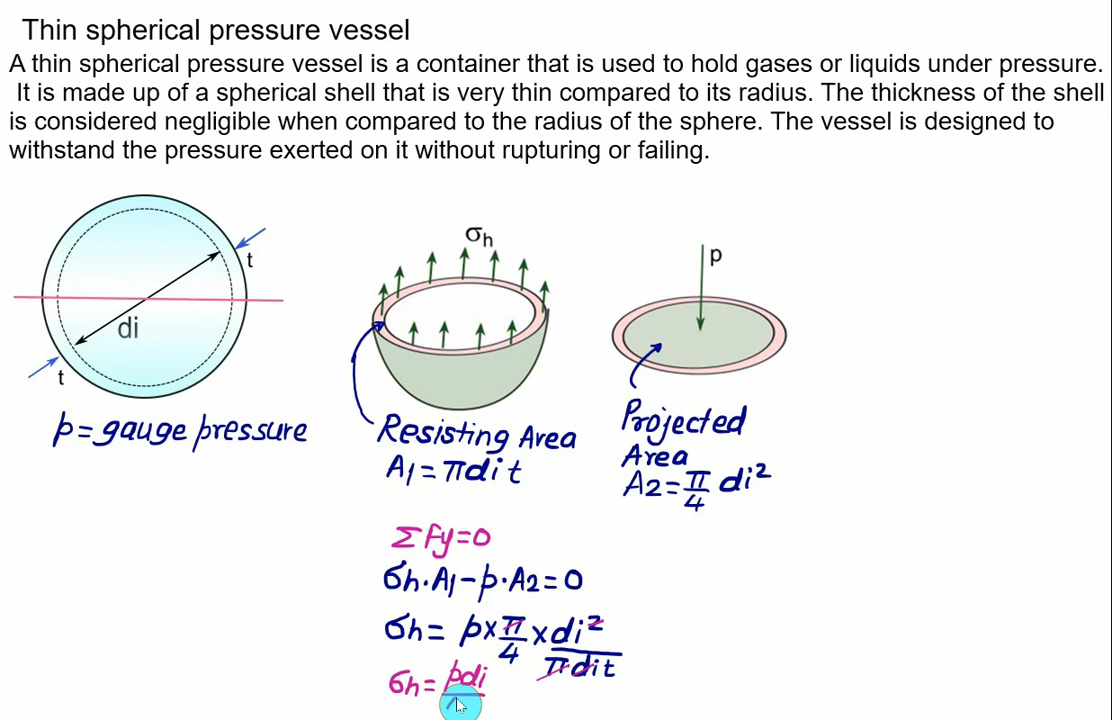 Thin spherical pressure vessel
A thin spherical pressure vessel is a container that is used to hold gases or liquids under pressure.
It is made up of a spherical shell that is very thin compared to its radius. The thickness of the shell
is considered negligible when compared to the radius of the sphere. The vessel is designed to
withstand the pressure exerted on it without rupturing or failing.
t
di
t
p=gauge pressure
σh
Resisting Area
A1=πdit
p
Projected
Area
A2=π/4 di²
ΣFy=0
σh·A1-p·A2=0
σh= p×π/4×di²/πdit
σh=pdi